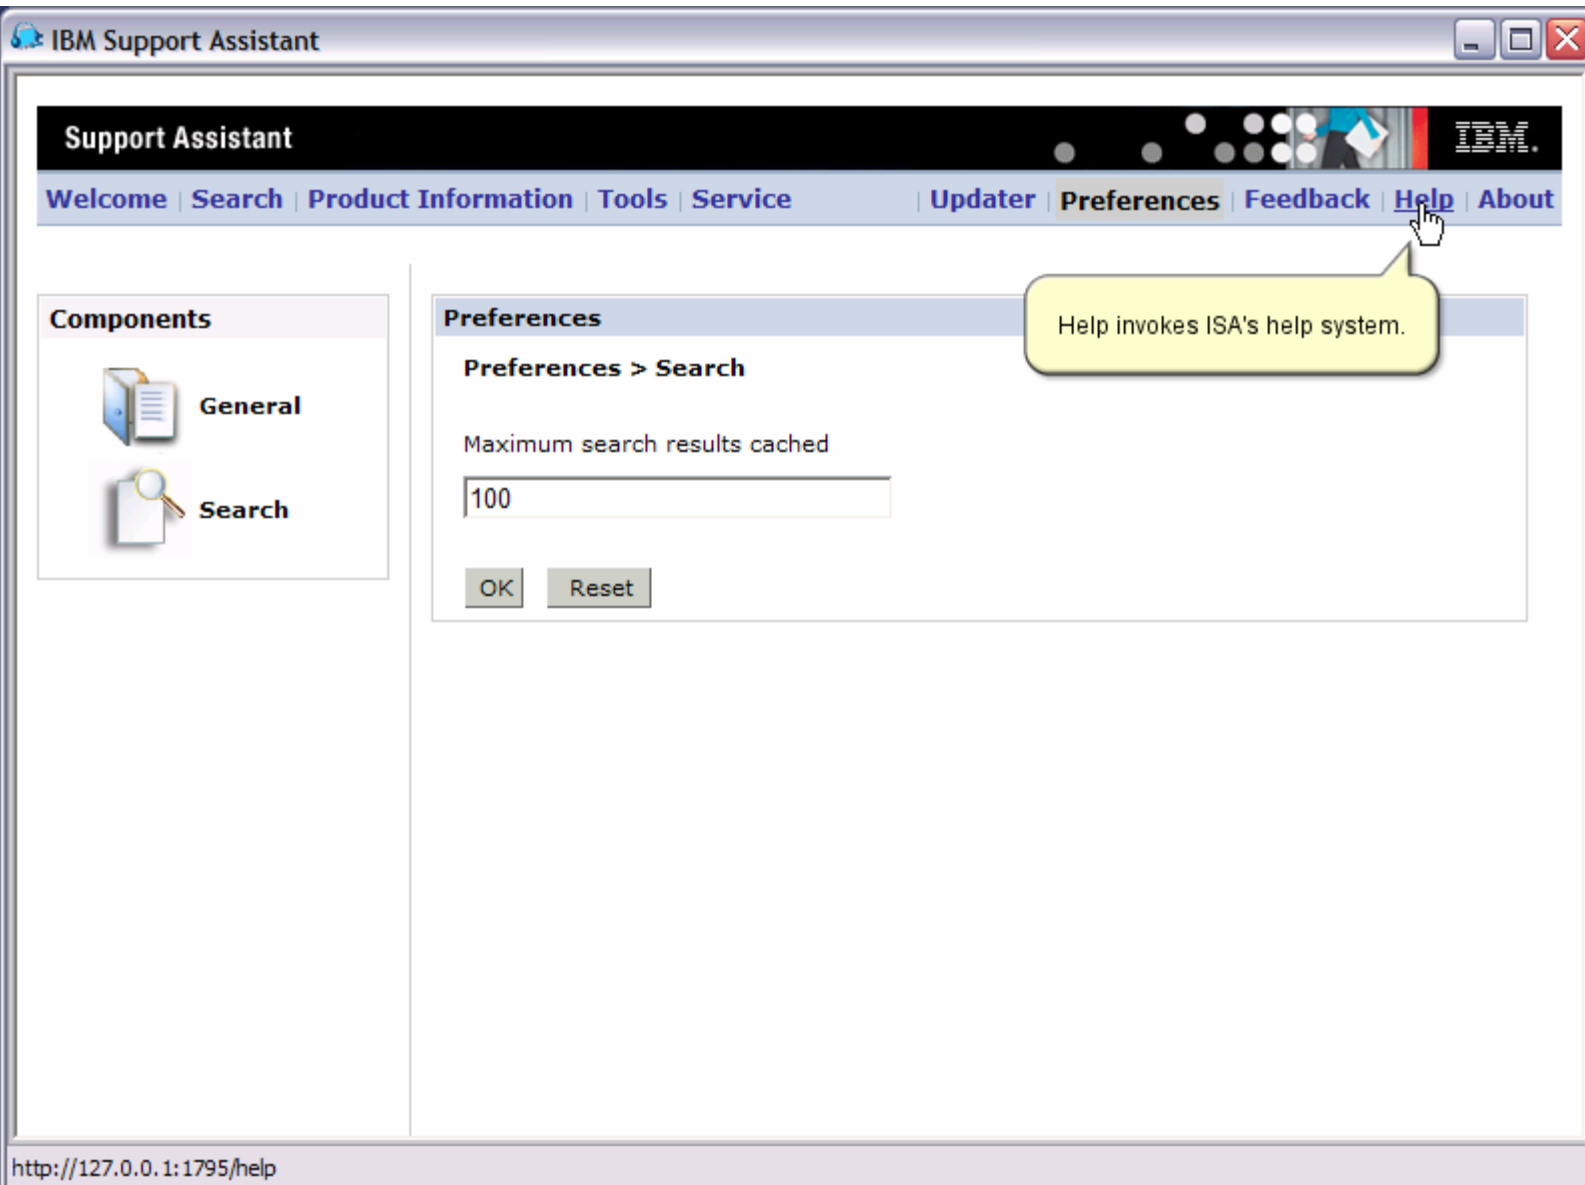 IBM Support Assistant
Support Assistant
IBM.
Welcome | Search | Product Information | Tools | Service | Updater | Preferences | Feedback | Help | About
Help invokes ISA's help system.
Components
General
Search
Preferences
Preferences > Search
Maximum search results cached
100
OK Reset
http://127.0.0.1:1795/help